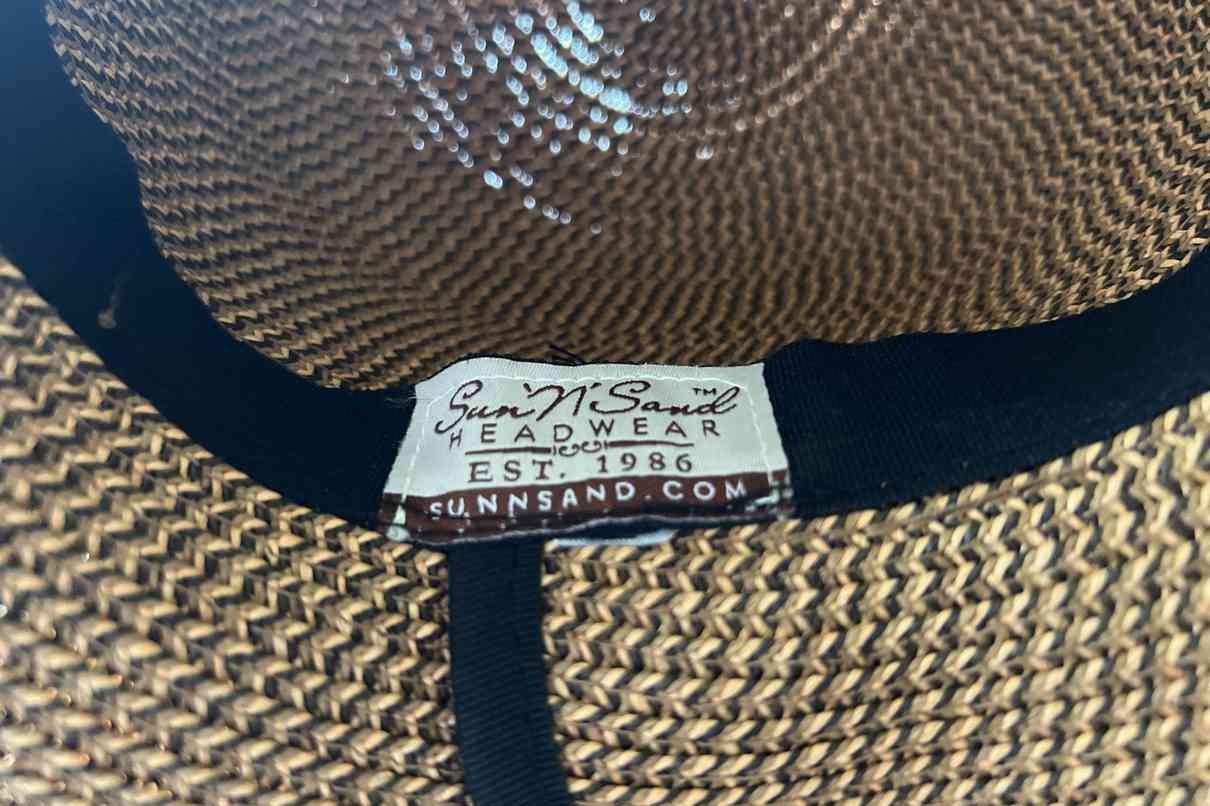 Sun 'N' Sand™
HEADWEAR
EST. 1986
SUNNSAND.COM